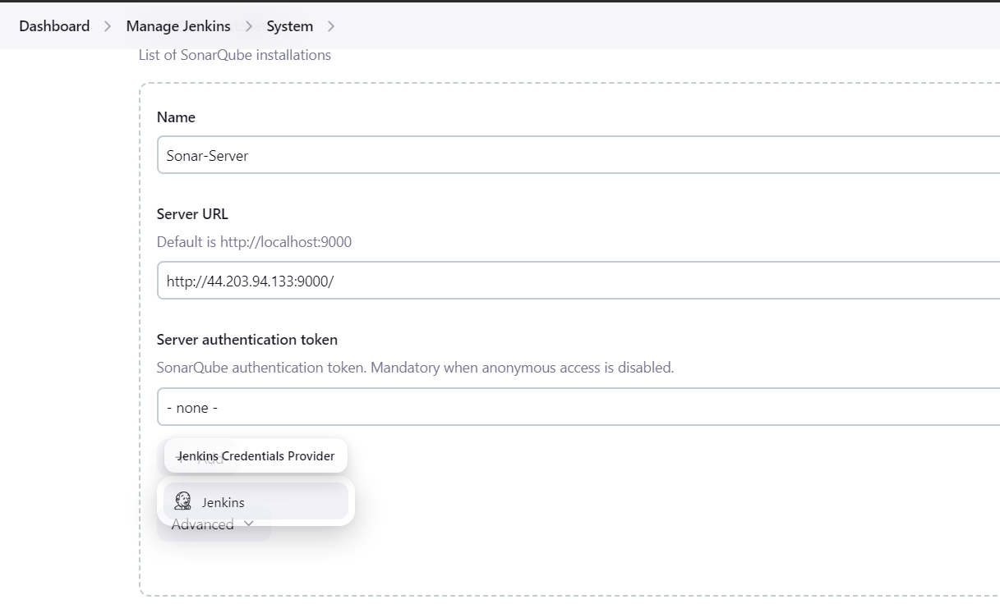 Dashboard > Manage Jenkins > System >
List of SonarQube installations
Name
Sonar-Server
Server URL
Default is http://localhost:9000
http://44.203.94.133:9000/
Server authentication token
SonarQube authentication token. Mandatory when anonymous access is disabled.
- none -
+ Add
Jenkins Credentials Provider
Jenkins
Advanced